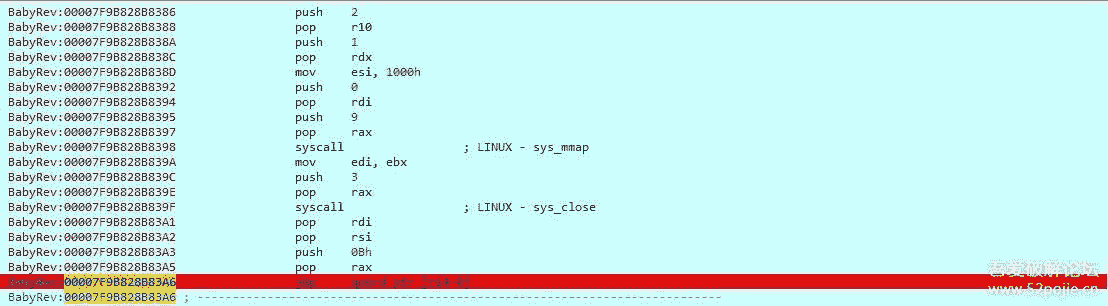 BabyRev:00007F9B828B8386 push 2
BabyRev:00007F9B828B8388 pop r10
BabyRev:00007F9B828B838A push 1
BabyRev:00007F9B828B838C pop rdx
BabyRev:00007F9B828B838D mov esi, 1000h
BabyRev:00007F9B828B8392 push 0
BabyRev:00007F9B828B8394 pop rdi
BabyRev:00007F9B828B8395 push 9
BabyRev:00007F9B828B8397 pop rax
BabyRev:00007F9B828B8398 syscall ; LINUX - sys_mmap
BabyRev:00007F9B828B839A mov edi, ebx
BabyRev:00007F9B828B839C push 3
BabyRev:00007F9B828B839E pop rax
BabyRev:00007F9B828B839F syscall ; LINUX - sys_close
BabyRev:00007F9B828B83A1 pop rdi
BabyRev:00007F9B828B83A2 pop rsi
BabyRev:00007F9B828B83A3 push 0Bh
BabyRev:00007F9B828B83A5 pop rax
BabyRev:00007F9B828B83A6
BabyRev:00007F9B828B83A6 ; ---------------------------------------------------------------------------
吾爱破解论坛
www.52pojie.cn